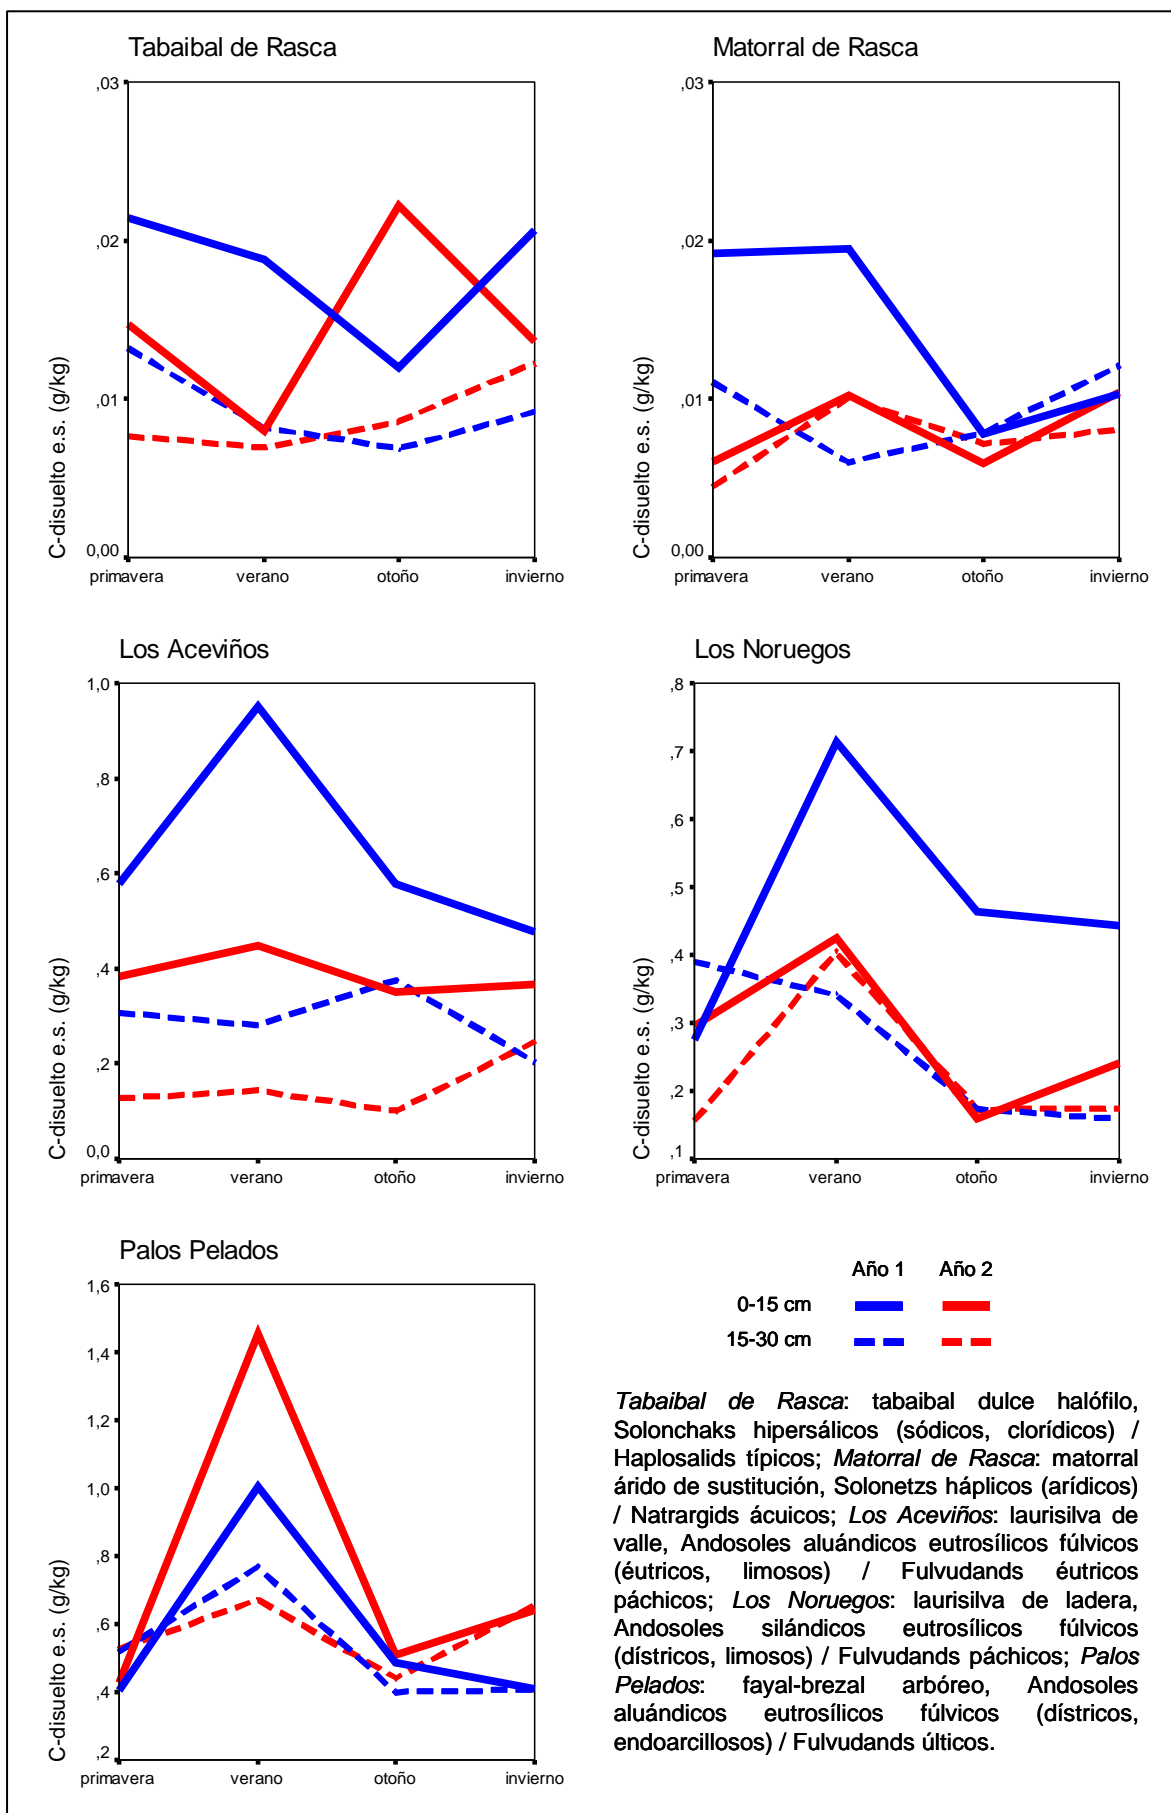 Tabaibal de Rasca
,03
,02
,01
0,00
C-disuelto e.s. (g/kg)
primavera verano otoño invierno
Matorral de Rasca
,03
,02
,01
0,00
C-disuelto e.s. (g/kg)
primavera verano otoño invierno
Los Aceviños
1,0
,8
,6
,4
,2
0,0
C-disuelto e.s. (g/kg)
primavera verano otoño invierno
Los Noruegos
,8
,7
,6
,5
,4
,3
,2
,1
C-disuelto e.s. (g/kg)
primavera verano otoño invierno
Palos Pelados
1,6
1,4
1,2
1,0
,8
,6
,4
,2
C-disuelto e.s. (g/kg)
primavera verano otoño invierno
Año 1 Año 2
0-15 cm
15-30 cm
Tabaibal de Rasca: tabaibal dulce halófilo,
Solonchaks hipersálicos (sódicos, clorídicos) /
Haplosalids típicos; Matorral de Rasca: matorral
árido de sustitución, Solonetzs háplicos (arídicos)
/ Natrargids ácuicos; Los Aceviños: laurisilva de
valle, Andosoles aluándicos eutrosílicos fúlvicos
(éutricos, limosos) / Fulvudands éutricos
páchicos; Los Noruegos: laurisilva de ladera,
Andosoles silándicos eutrosílicos fúlvicos
(dístricos, limosos) / Fulvudands páchicos; Palos
Pelados: fayal-brezal arbóreo, Andosoles
aluándicos eutrosílicos fúlvicos (dístricos,
endoarcillosos) / Fulvudands últicos.